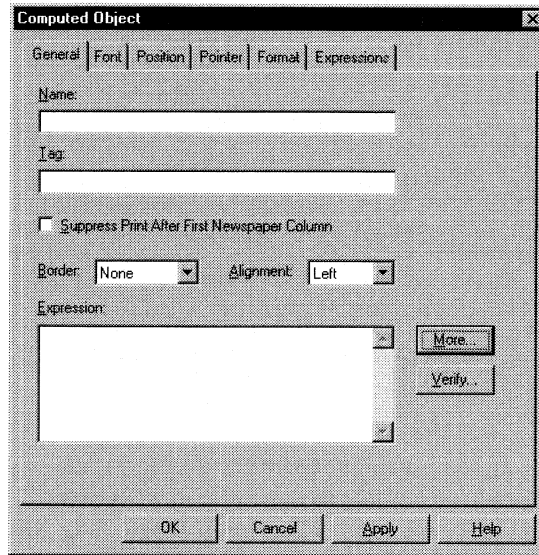 Computed Object
General Font Position Pointer Format Expressions
Name:
Tag:
Suppress Print After First Newspaper Column
Border: None Alignment: Left
Expression:
More...
Verify...
OK Cancel Apply Help